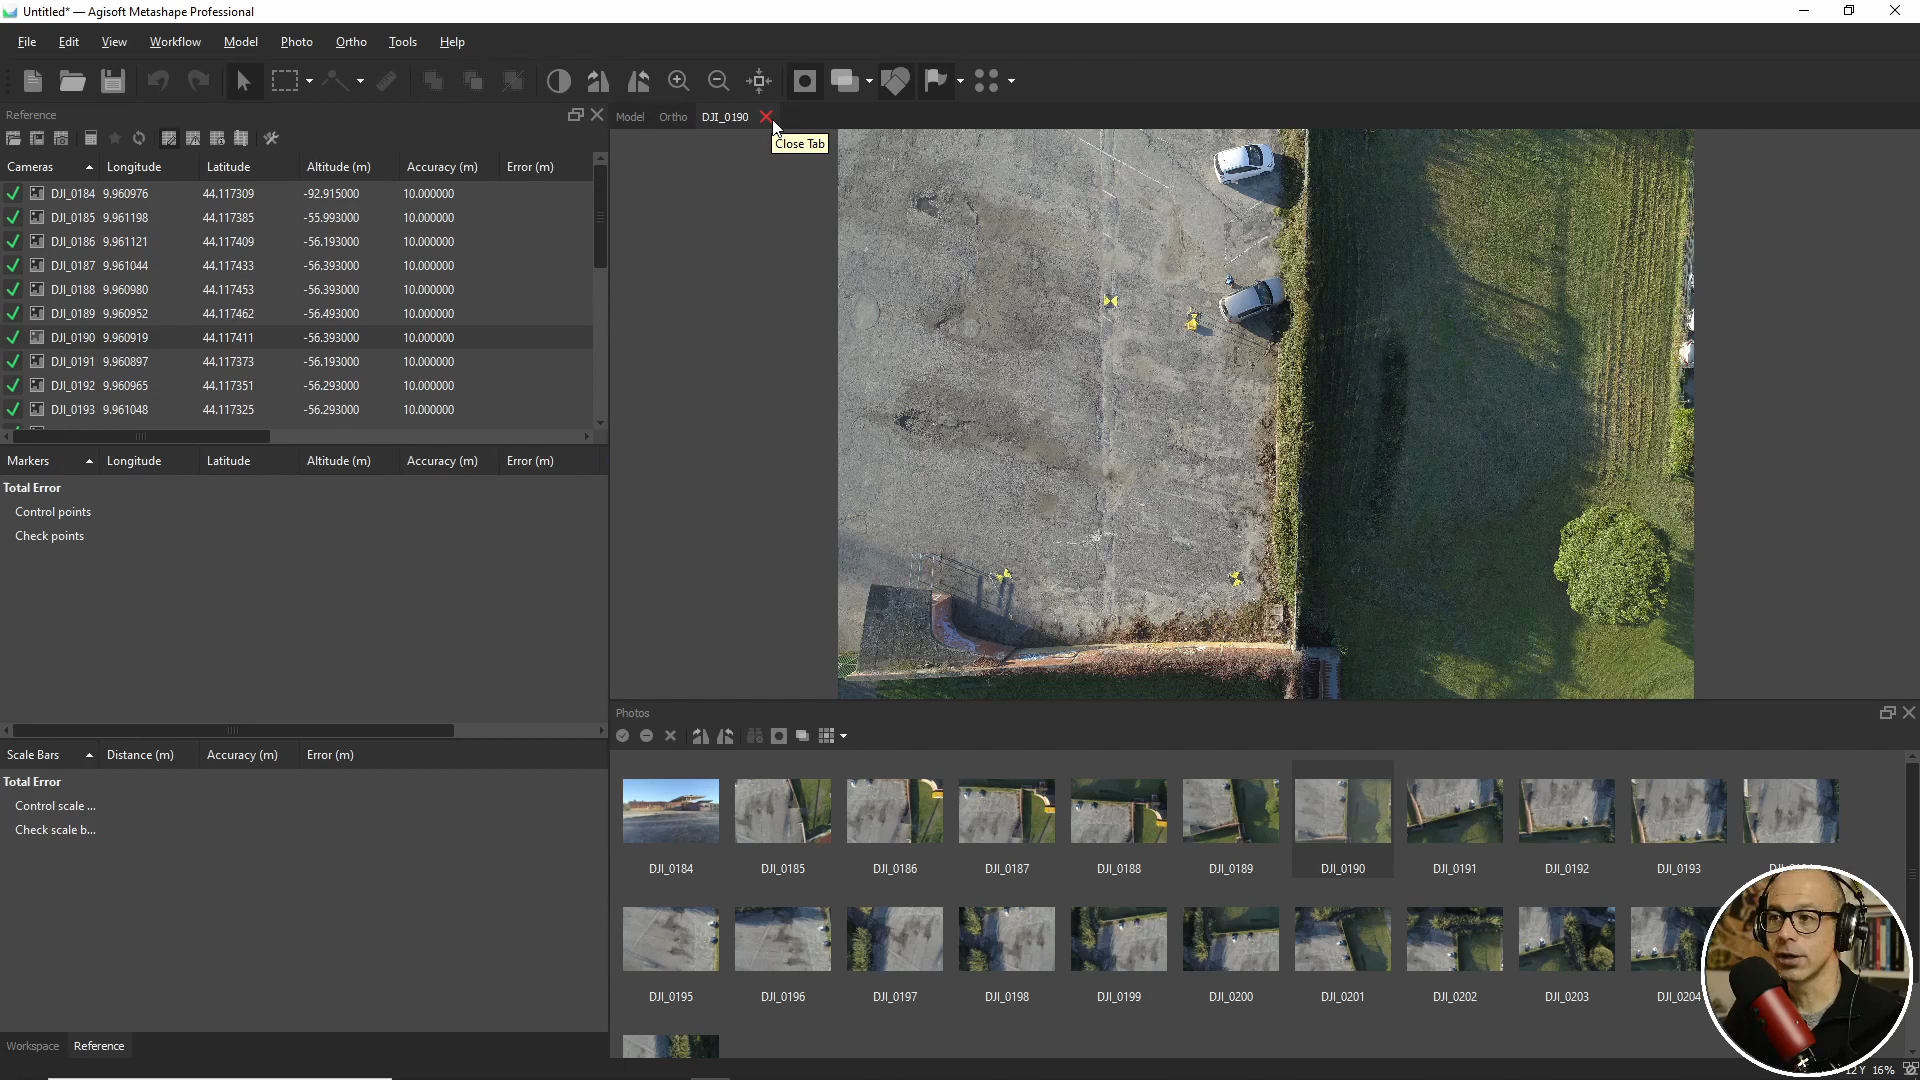 Untitled* — Agisoft Metashape Professional
File Edit View Workflow Model Photo Ortho Tools Help
Reference
Model Ortho DJI_0190
Close Tab
Cameras Longitude Latitude Altitude (m) Accuracy (m) Error (m)
DJI_0184 9.960976 44.117309 -92.915000 10.000000
DJI_0185 9.961198 44.117385 -55.993000 10.000000
DJI_0186 9.961121 44.117409 -56.193000 10.000000
DJI_0187 9.961044 44.117433 -56.393000 10.000000
DJI_0188 9.960980 44.117453 -56.393000 10.000000
DJI_0189 9.960952 44.117462 -56.493000 10.000000
DJI_0190 9.960919 44.117411 -56.393000 10.000000
DJI_0191 9.960897 44.117373 -56.193000 10.000000
DJI_0192 9.960965 44.117351 -56.293000 10.000000
DJI_0193 9.961048 44.117325 -56.293000 10.000000
Markers Longitude Latitude Altitude (m) Accuracy (m) Error (m)
Total Error
Control points
Check points
Scale Bars Distance (m) Accuracy (m) Error (m)
Total Error
Control scale ...
Check scale b...
Workspace Reference
Photos
DJI_0184 DJI_0185 DJI_0186 DJI_0187 DJI_0188 DJI_0189 DJI_0190 DJI_0191 DJI_0192 DJI_0193
DJI_0195 DJI_0196 DJI_0197 DJI_0198 DJI_0199 DJI_0200 DJI_0201 DJI_0202 DJI_0203 DJI_0204
12 Y 16%